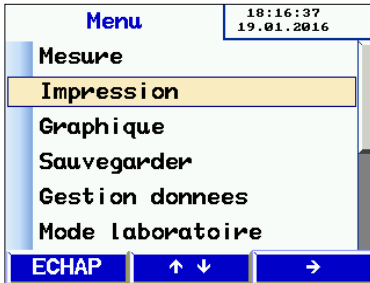 Menu
18:16:37
19.01.2016
Mesure
Impression
Graphique
Sauvegarder
Gestion donnees
Mode laboratoire
ECHAP ↑ ↓ →